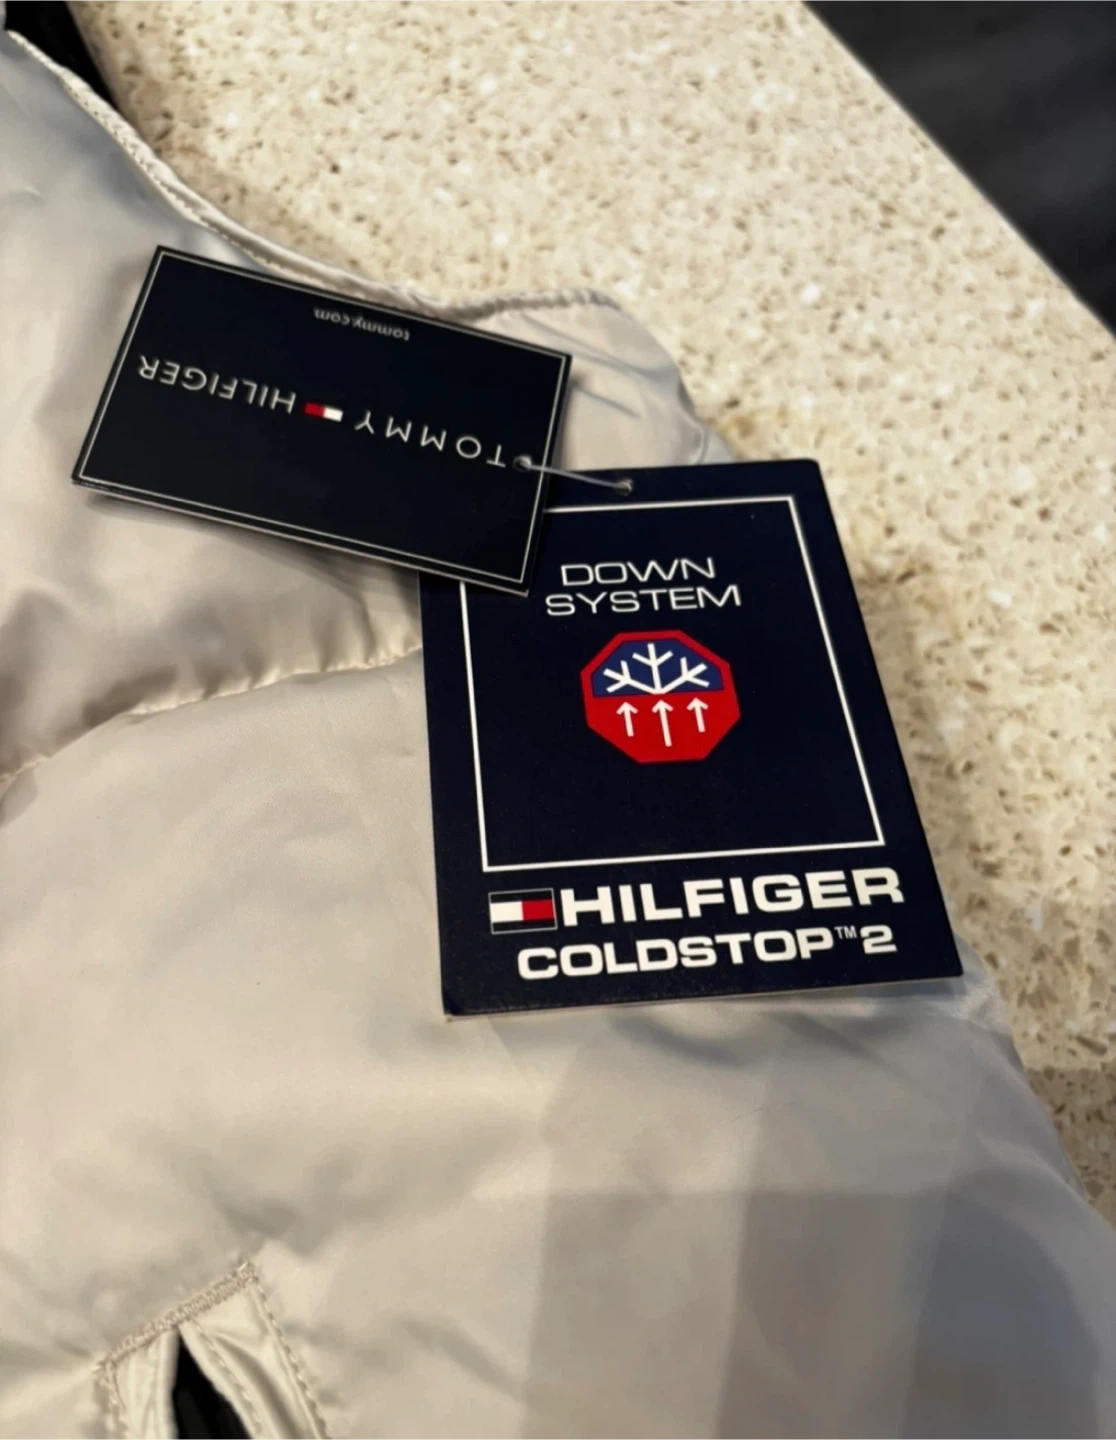 TOMMY HILFIGER
tommy.com
DOWN
SYSTEM
HILFIGER
COLDSTOP™2